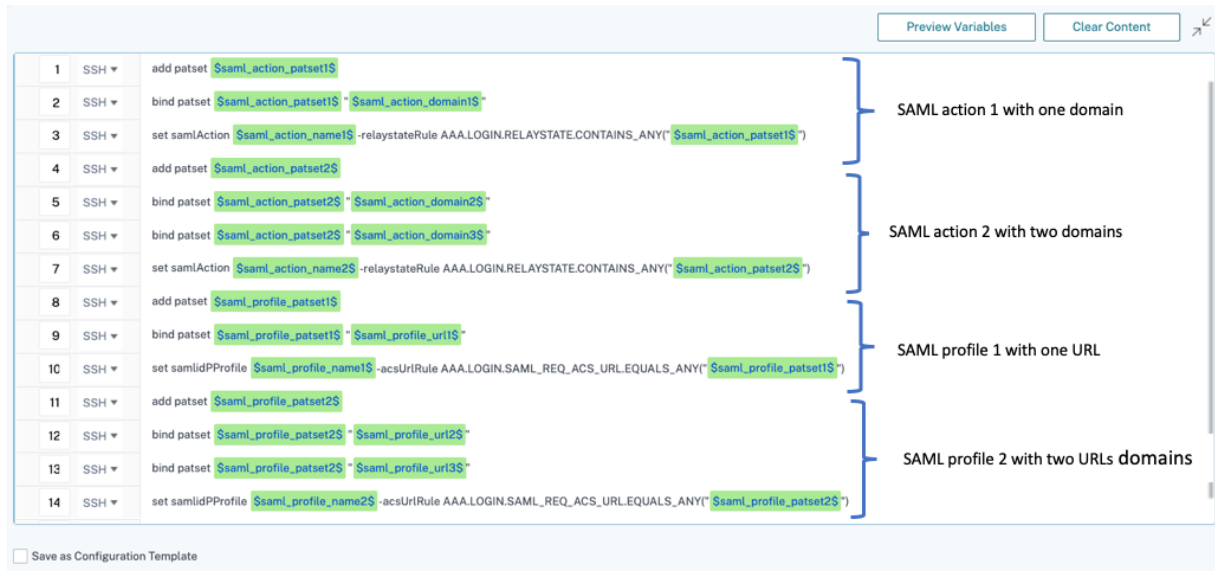 Preview Variables Clear Content
1 SSH add patset $saml_action_patset1$
2 SSH bind patset $saml_action_patset1$ "$saml_action_domain1$"
SAML action 1 with one domain
3 SSH set samlAction $saml_action_name1$ -relaystateRule AAA.LOGIN.RELAYSTATE.CONTAINS_ANY("$saml_action_patset1$")
4 SSH add patset $saml_action_patset2$
5 SSH bind patset $saml_action_patset2$ "$saml_action_domain2$"
SAML action 2 with two domains
6 SSH bind patset $saml_action_patset2$ "$saml_action_domain3$"
7 SSH set samlAction $saml_action_name2$ -relaystateRule AAA.LOGIN.RELAYSTATE.CONTAINS_ANY("$saml_action_patset2$")
8 SSH add patset $saml_profile_patset1$
9 SSH bind patset $saml_profile_patset1$ "$saml_profile_url1$"
SAML profile 1 with one URL
10 SSH set samlidPProfile $saml_profile_name1$ -acsUrlRule AAA.LOGIN.SAML_REQ_ACS_URL.EQUALS_ANY("$saml_profile_patset1$")
11 SSH add patset $saml_profile_patset2$
12 SSH bind patset $saml_profile_patset2$ "$saml_profile_url2$"
SAML profile 2 with two URLs domains
13 SSH bind patset $saml_profile_patset2$ "$saml_profile_url3$"
14 SSH set samlidPProfile $saml_profile_name2$ -acsUrlRule AAA.LOGIN.SAML_REQ_ACS_URL.EQUALS_ANY("$saml_profile_patset2$")
Save as Configuration Template